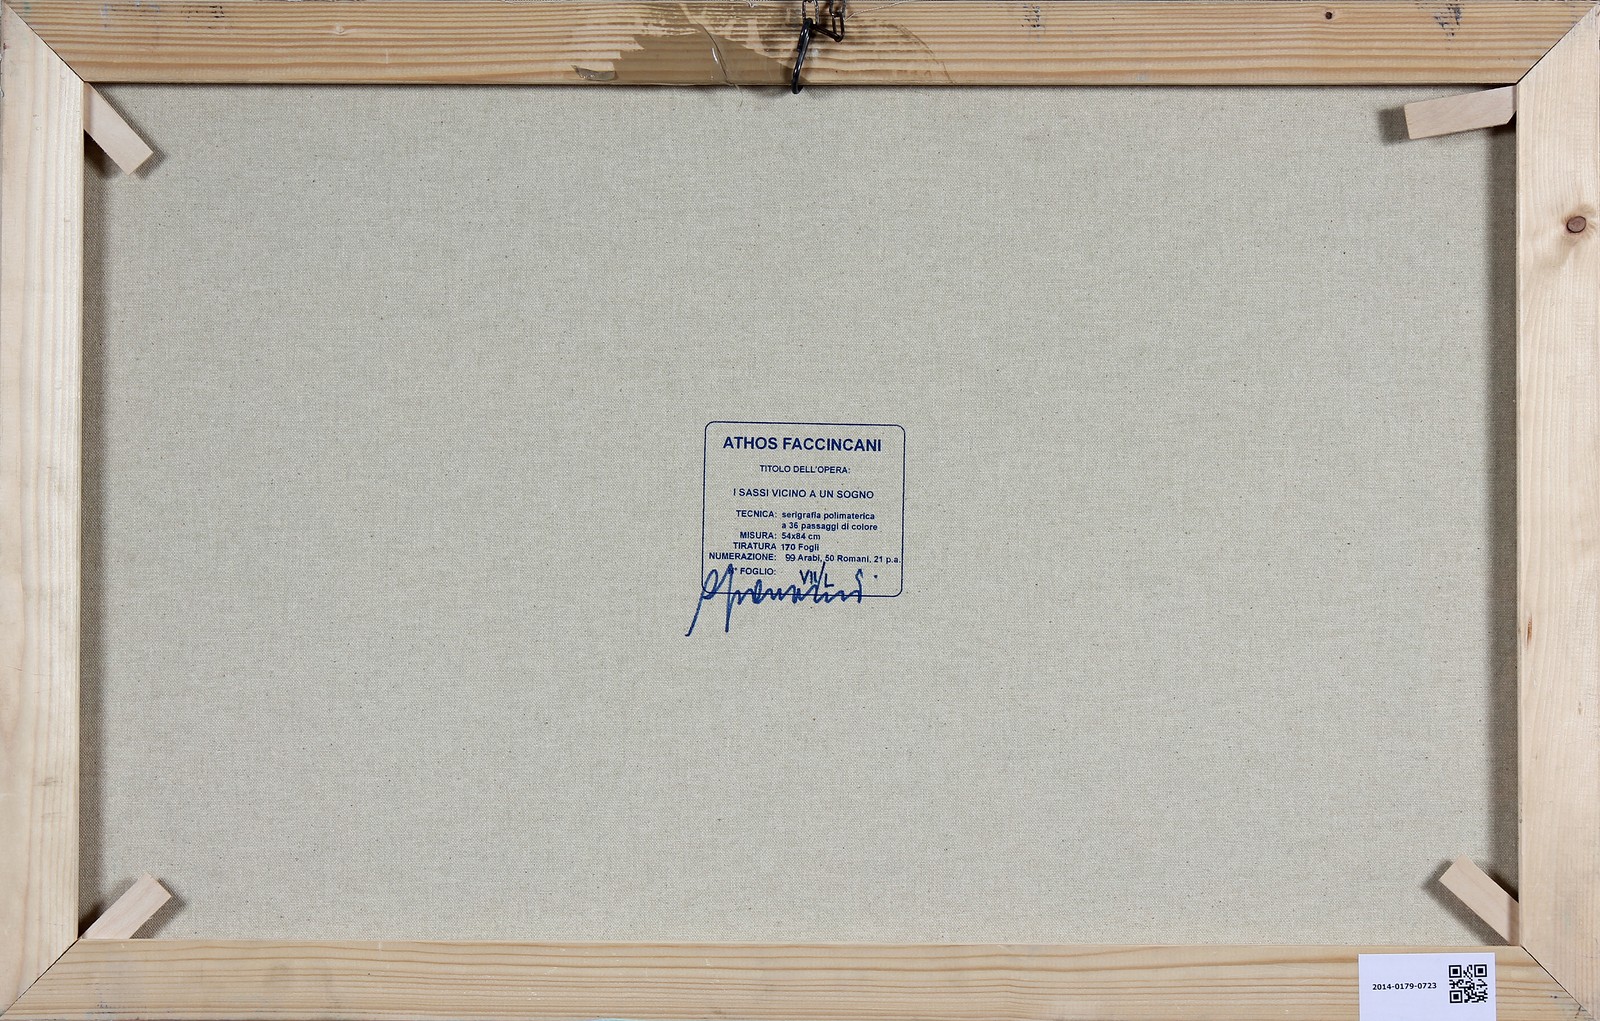 ATHOS FACCINCANI
TITOLO DELL'OPERA:
I SASSI VICINO A UN SOGNO
TECNICA: serigrafia polimaterica
a 36 passaggi di colore
MISURA: 54x84 cm
TIRATURA 170 Fogli
NUMERAZIONE: 99 Arabi, 50 Romani, 21 p.a.
N° FOGLIO: VII/L
2014-0179-0723